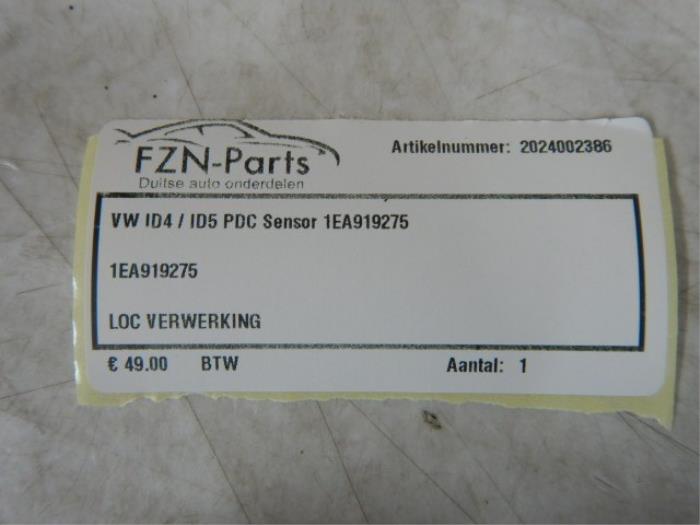 FZN-Parts
Duitse auto onderdelen
Artikelnummer: 2024002386
VW ID4 / ID5 PDC Sensor 1EA919275
1EA919275
LOC VERWERKING
€ 49.00 BTW Aantal: 1